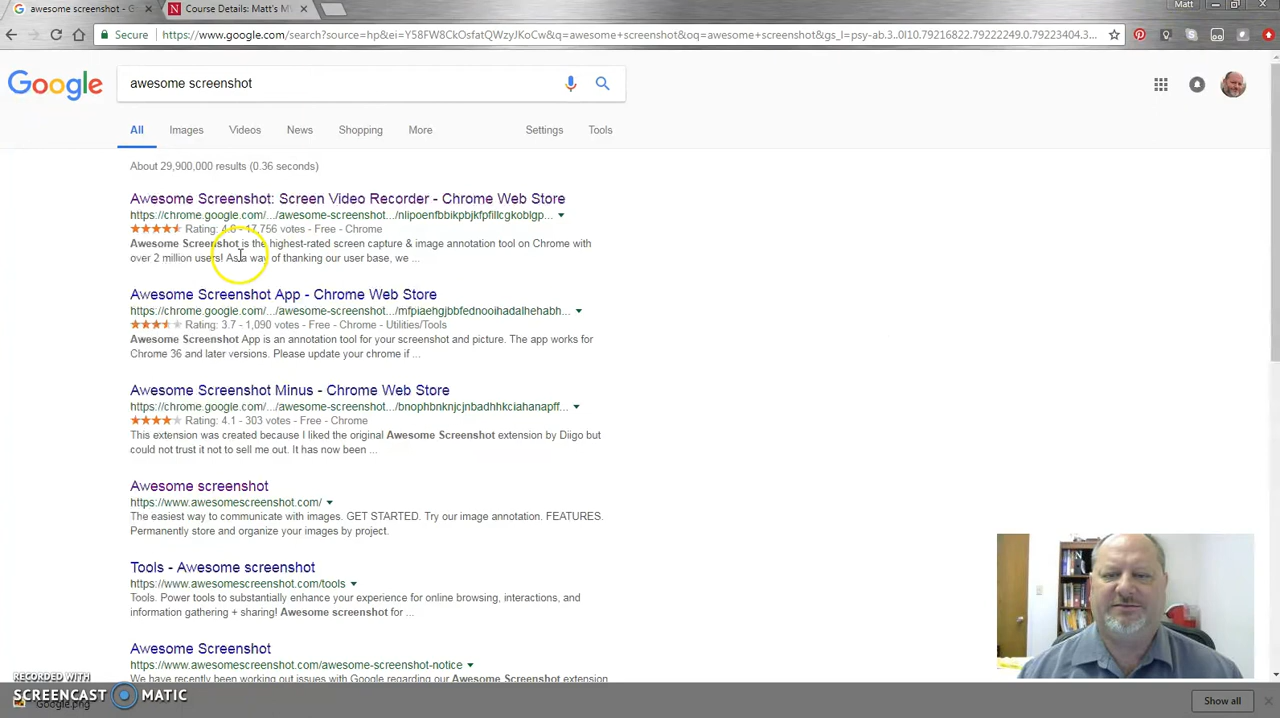 awesome screenshot - G
Course Details: Matt's M
Matt
Secure
https://www.google.com/search?source=hp&ei=Y58FW8CkOsfatQWzyJKoCw&q=awesome+screenshot&oq=awesome+screenshot&gs_l=psy-ab.3..0l10.79216822.79222249.0.79223404.3...
Google
awesome screenshot
All Images Videos News Shopping More Settings Tools
About 29,900,000 results (0.36 seconds)
Awesome Screenshot: Screen Video Recorder - Chrome Web Store
https://chrome.google.com/.../awesome-screenshot.../nlipoenfbbikpbjkfpfillcgkoblgp...
Rating: 4.6 - 17,756 votes - Free - Chrome
Awesome Screenshot is the highest-rated screen capture & image annotation tool on Chrome with
over 2 million users! As a way of thanking our user base, we ...
Awesome Screenshot App - Chrome Web Store
https://chrome.google.com/.../awesome-screenshot.../mfpiaehgjbbfednooihadalhehabh...
Rating: 3.7 - 1,090 votes - Free - Chrome - Utilities/Tools
Awesome Screenshot App is an annotation tool for your screenshot and picture. The app works for
Chrome 36 and later versions. Please update your chrome if ...
Awesome Screenshot Minus - Chrome Web Store
https://chrome.google.com/.../awesome-screenshot.../bnophbnknjcjnbadhhkciahanapff...
Rating: 4.1 - 303 votes - Free - Chrome
This extension was created because I liked the original Awesome Screenshot extension by Diigo but
could not trust it not to sell me out. It has now been ...
Awesome screenshot
https://www.awesomescreenshot.com/
The easiest way to communicate with images. GET STARTED. Try our image annotation. FEATURES.
Permanently store and organize your images by project.
Tools - Awesome screenshot
https://www.awesomescreenshot.com/tools
Tools. Power tools to substantially enhance your experience for online browsing, interactions, and
information gathering + sharing! Awesome screenshot for ...
Awesome Screenshot
https://www.awesomescreenshot.com/awesome-screenshot-notice
We have recently been working out issues with Google regarding our Awesome Screenshot extension
RECORDED WITH
SCREENCAST MATIC
Google.png
Show all